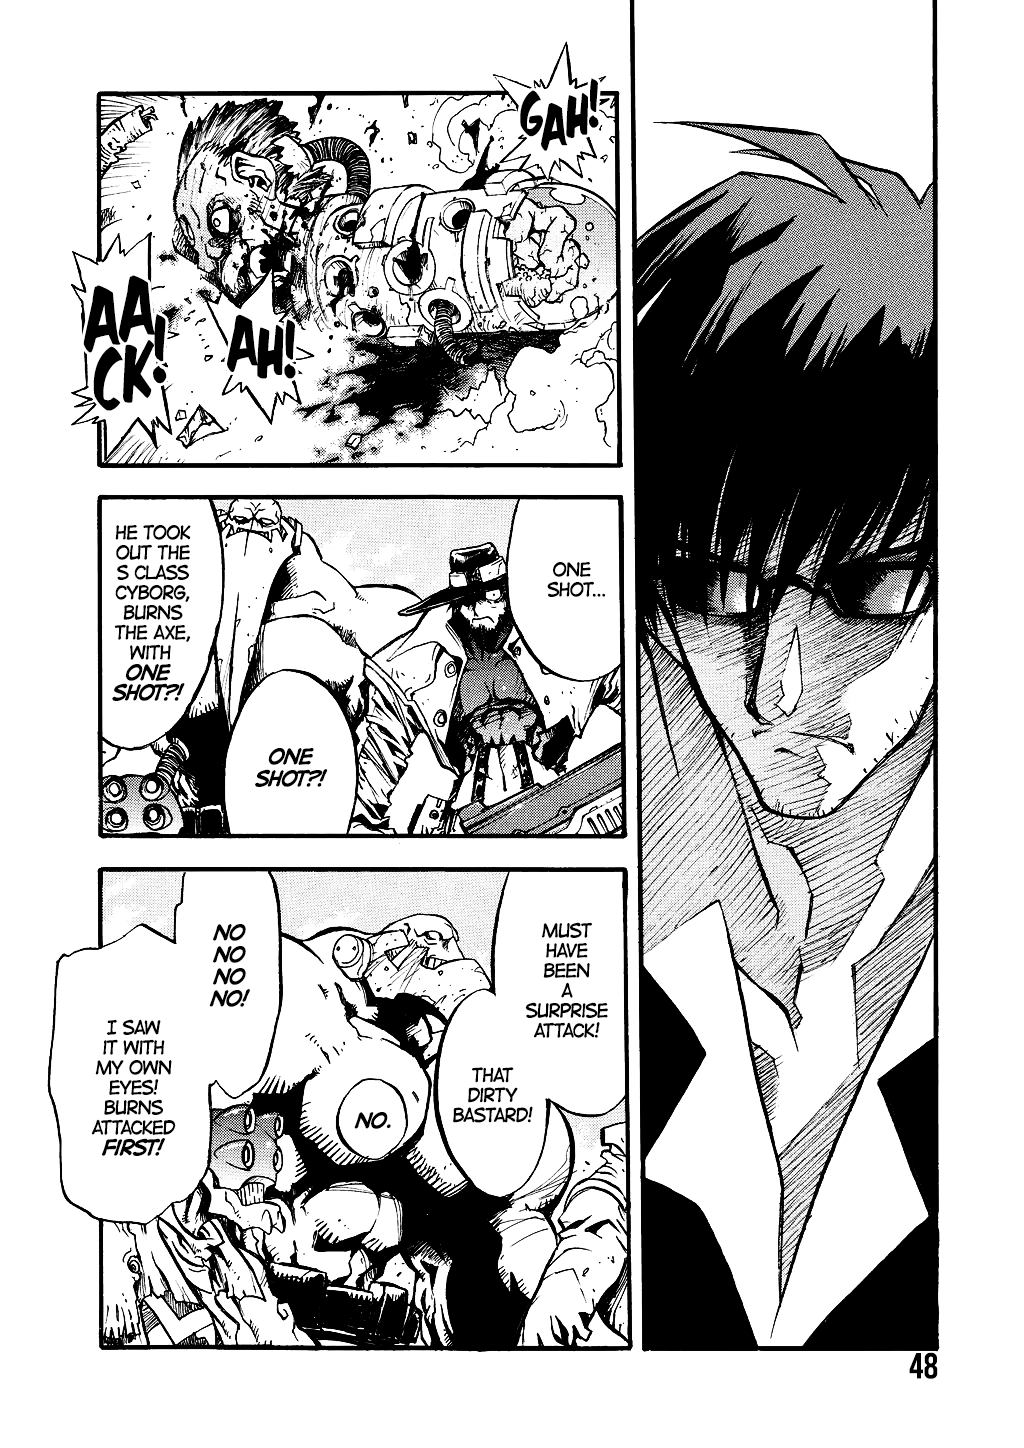 GAH!
AH!
AA
CK!
ONE
SHOT...
ONE
SHOT?!
HE TOOK
OUT THE
S CLASS
CYBORG,
BURNS
THE AXE,
WITH
ONE
SHOT?!
MUST
HAVE
BEEN
A
SURPRISE
ATTACK!
THAT
DIRTY
BASTARD!
NO.
NO
NO
NO
NO!
I SAW
IT WITH
MY OWN
EYES!
BURNS
ATTACKED
FIRST!
48